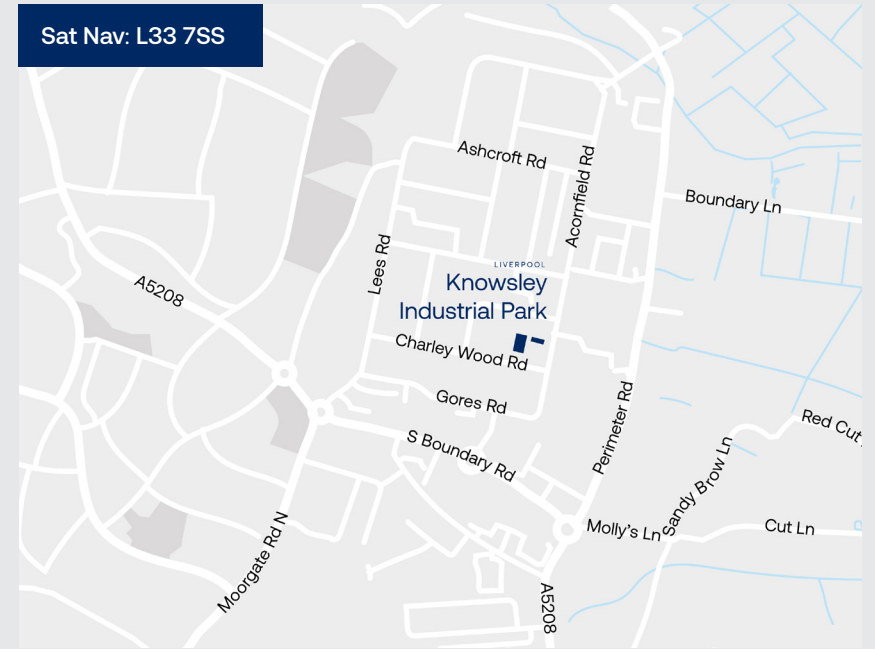 Sat Nav: L33 7SS
Ashcroft Rd
Acornfield Rd
Boundary Ln
Lees Rd
LIVERPOOL
Knowsley
Industrial Park
A5208
Charley Wood Rd
Gores Rd
Perimeter Rd
Red Cut
S Boundary Rd
Sandy Brow Ln
Molly's Ln
Cut Ln
Moorgate Rd N
A5208